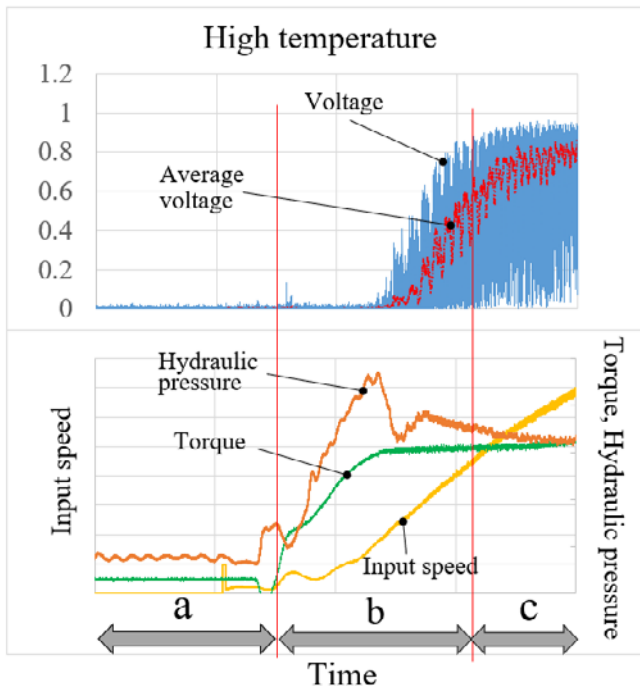 High temperature
1.2
1
0.8
0.6
0.4
0.2
0
Voltage
Average
voltage
Hydraulic
pressure
Torque
Input speed
Input speed
Torque, Hydraulic pressure
a
b
c
Time